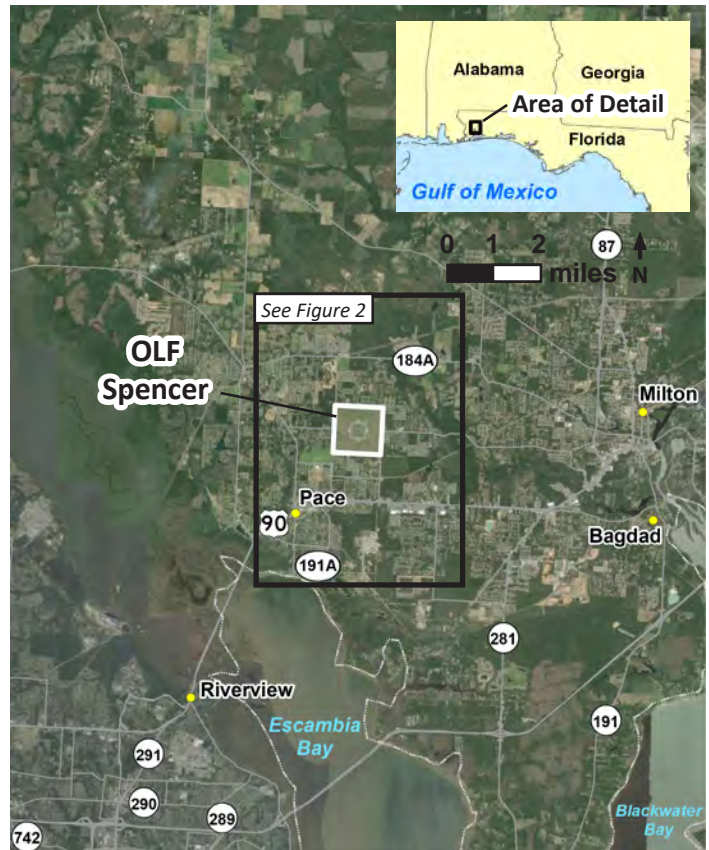 Alabama
Georgia
Area of Detail
Florida
Gulf of Mexico
0 1 2
miles
N
87
See Figure 2
OLF
Spencer
184A
Milton
Pace
90
Bagdad
191A
281
Riverview
191
Escambia
Bay
291
290
289
742
Blackwater
Bay